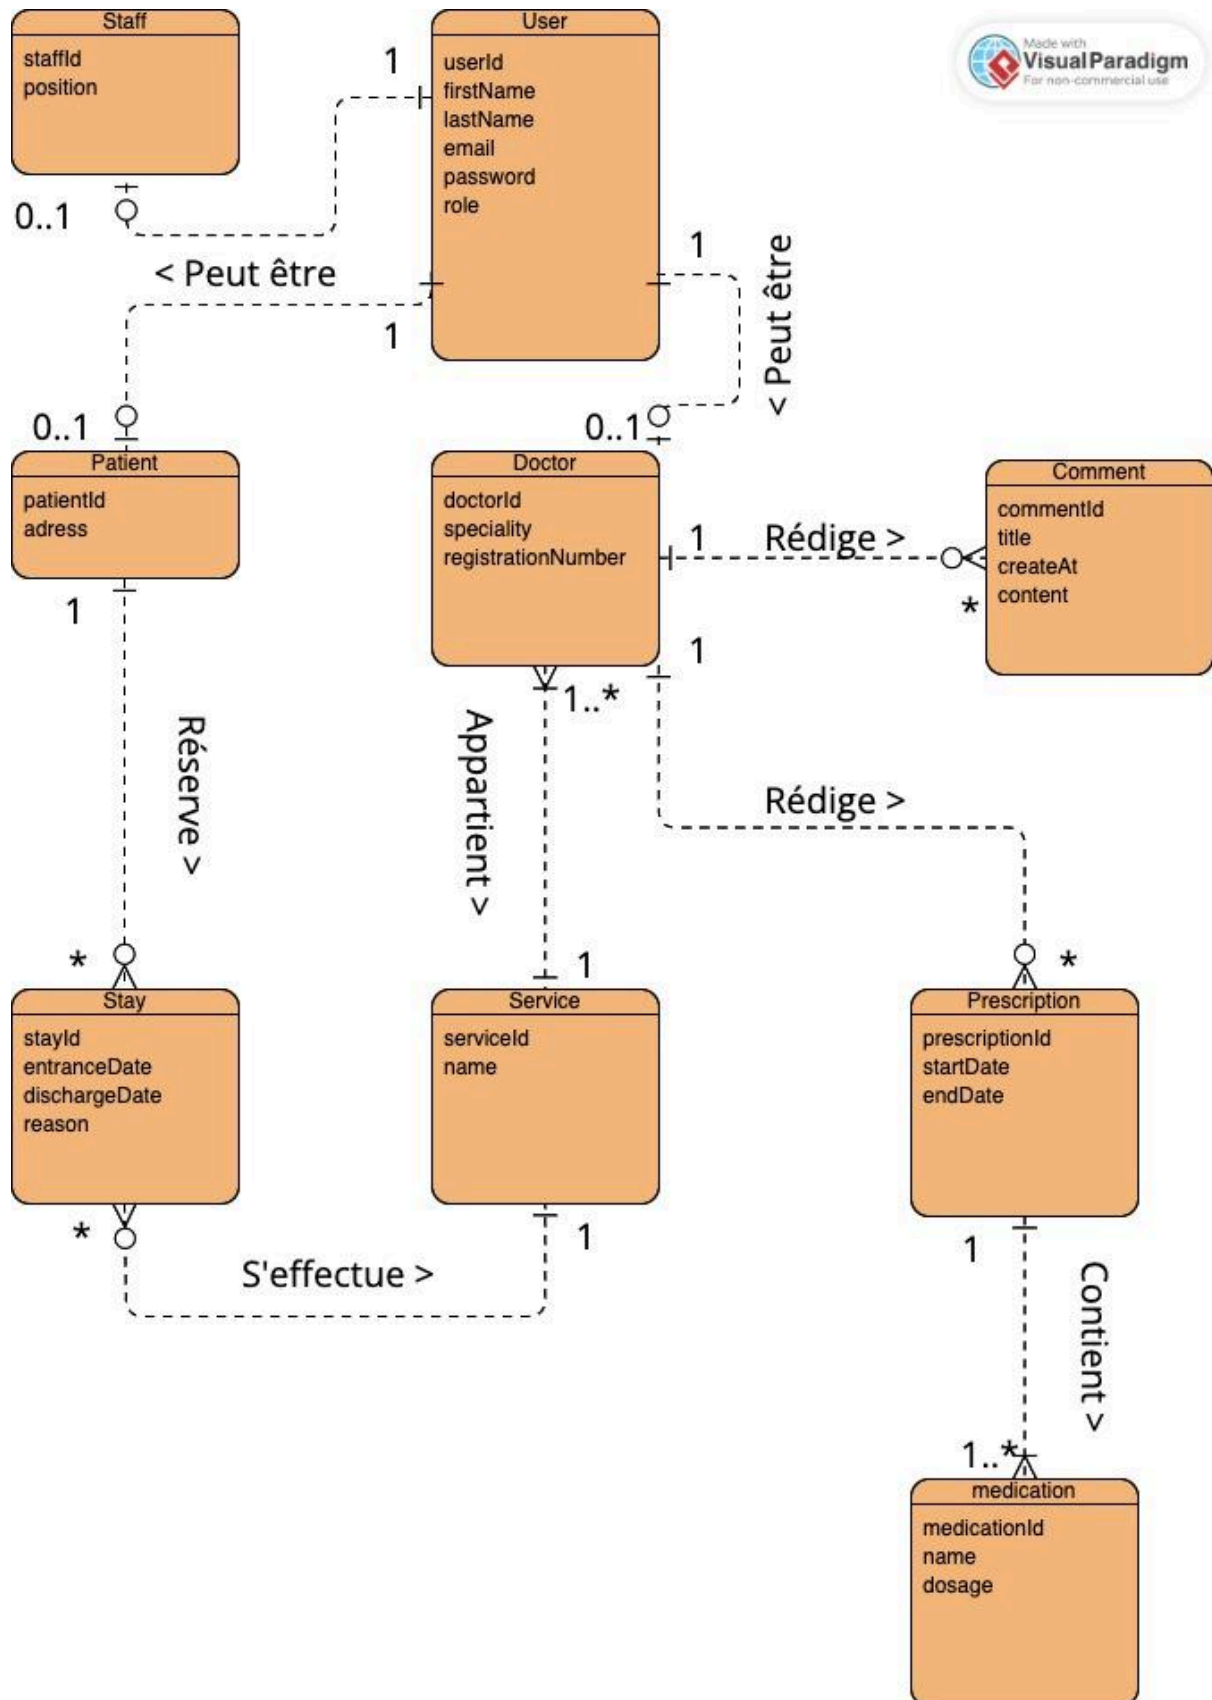 Staff
staffId
position
User
userId
firstName
lastName
email
password
role
Made with
VisualParadigm
For non-commercial use
1
0..1
< Peut être
1
1
< Peut être
0..1
0..1
Patient
patientId
adress
Doctor
doctorId
speciality
registrationNumber
Comment
commentId
title
createAt
content
1
Rédige >
*
1
1
1..*
Réserve >
Appartient >
Rédige >
*
1
*
Stay
stayId
entranceDate
dischargeDate
reason
Service
serviceId
name
Prescription
prescriptionId
startDate
endDate
*
1
S'effectue >
1
Contient >
1..*
medication
medicationId
name
dosage